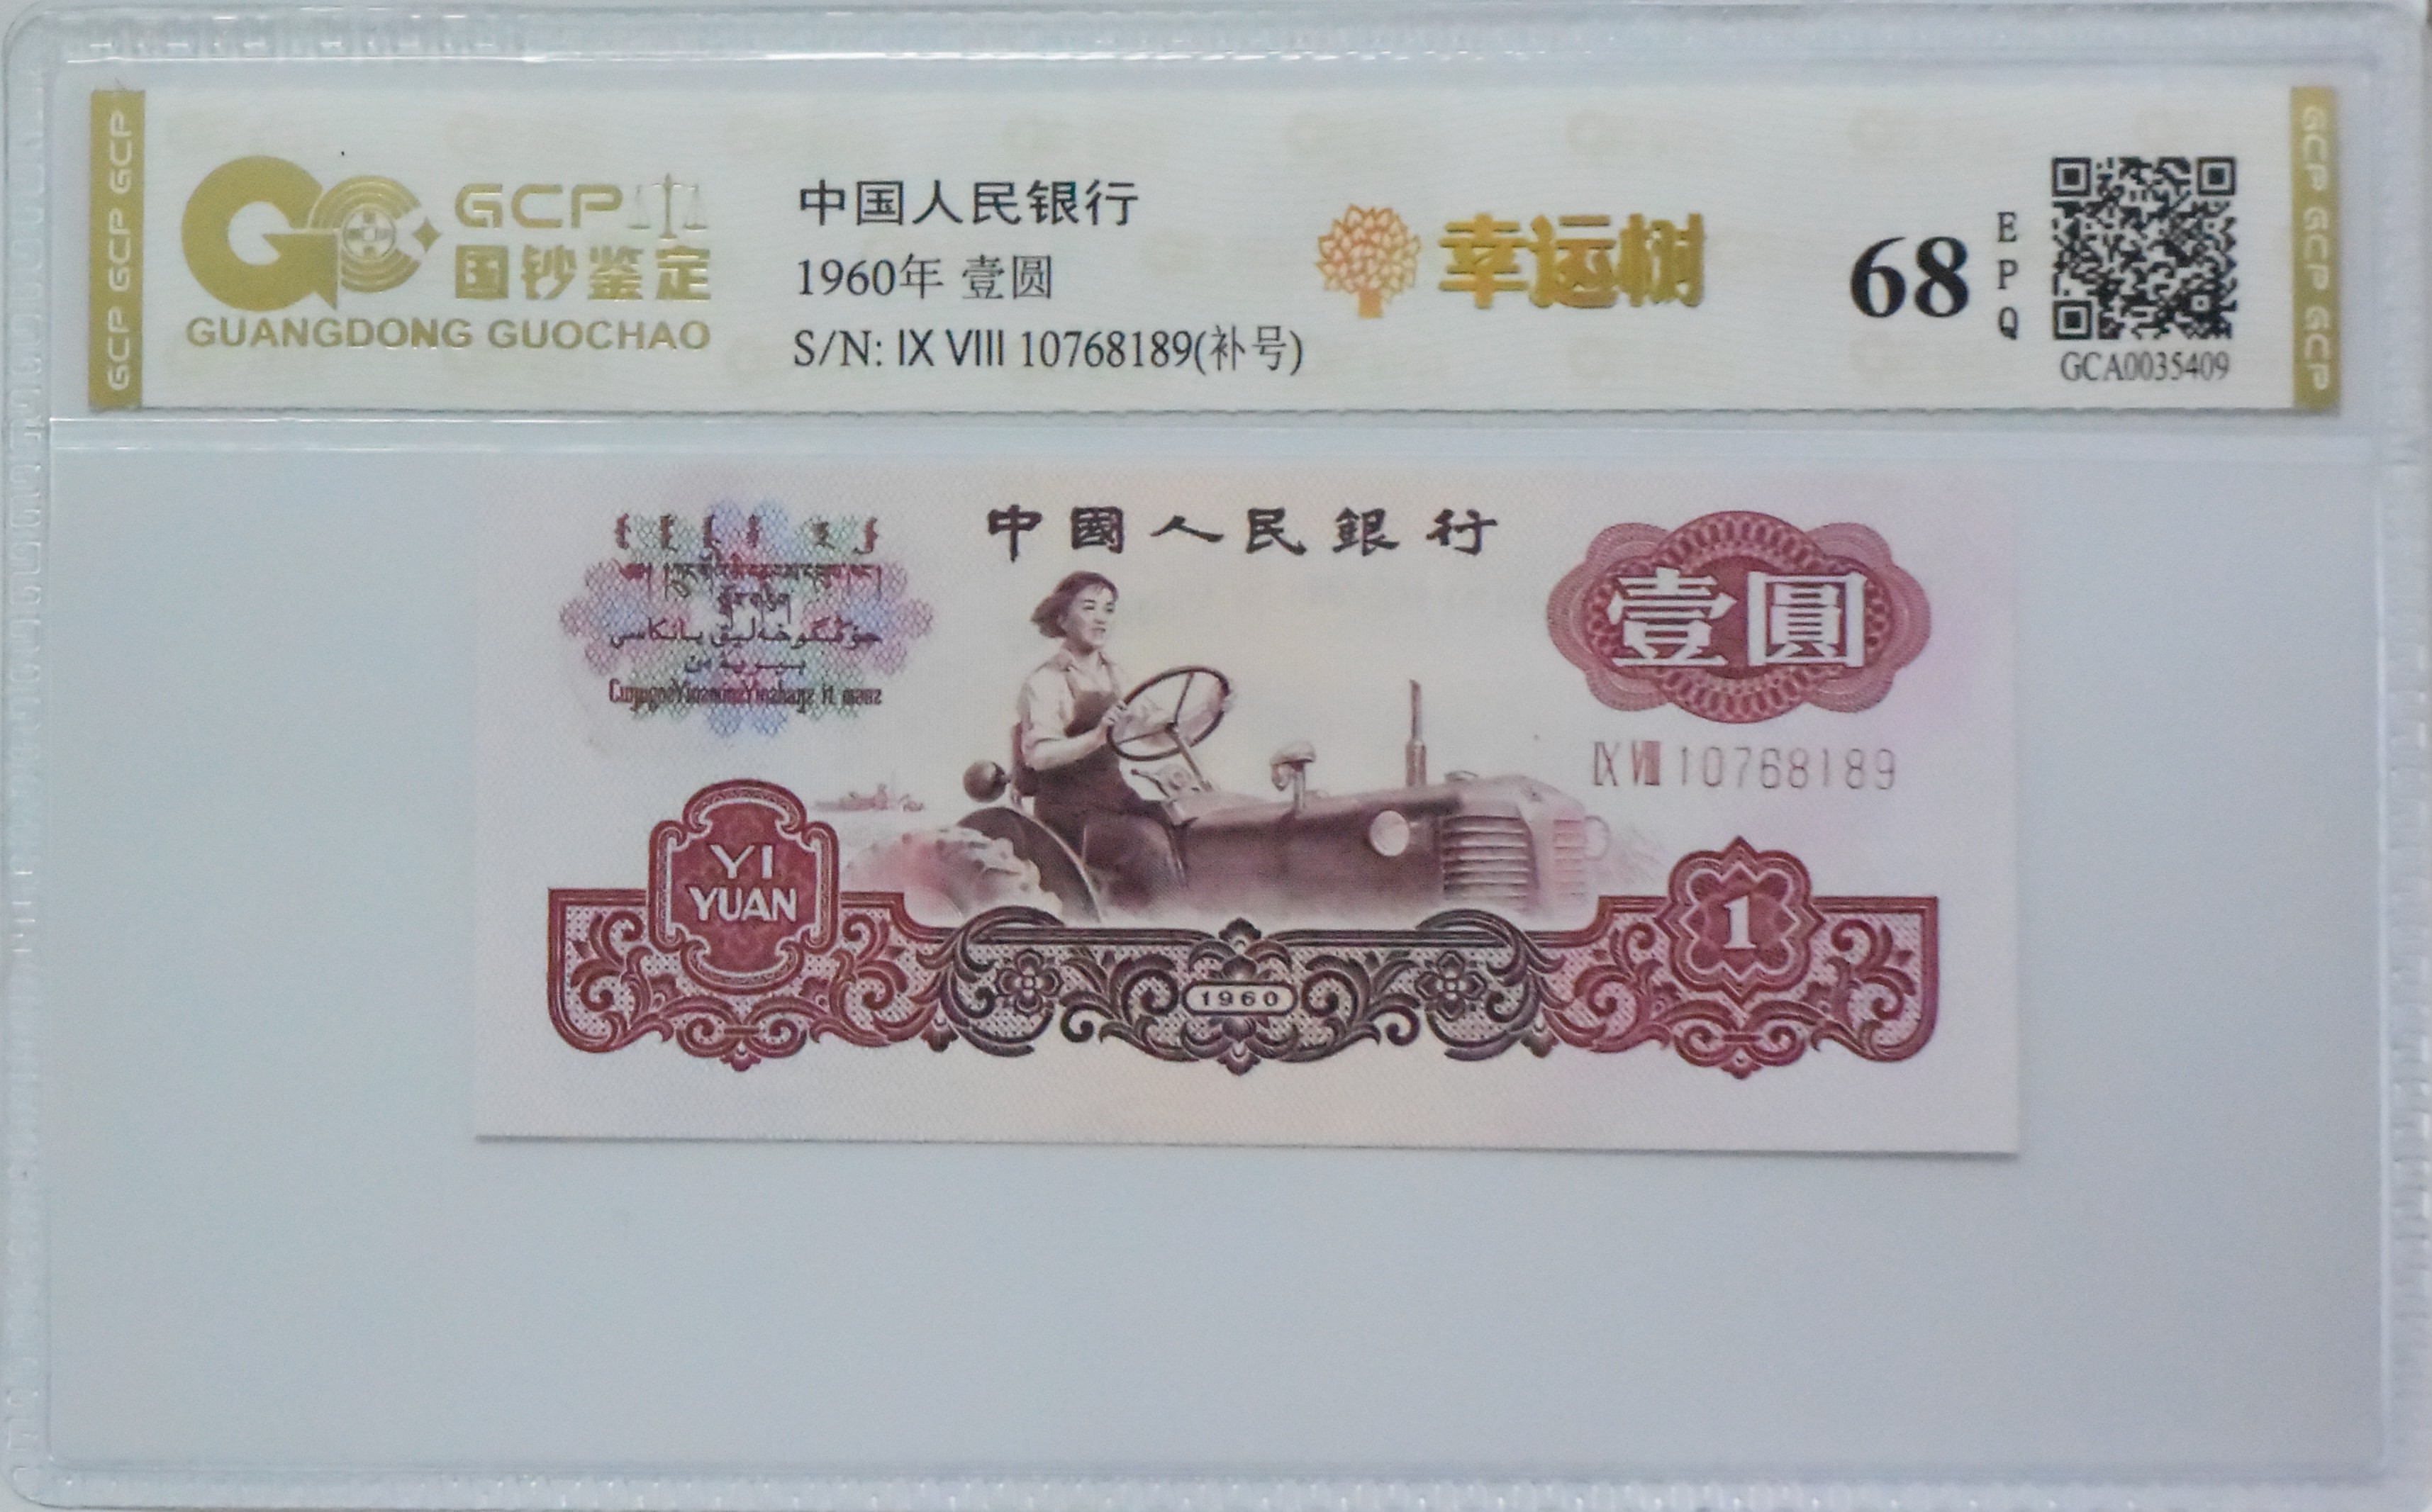 GCP GCP GCP
GCP
国钞鉴定
GUANGDONG GUOCHAO
中国人民银行
1960年 壹圆
S/N: IX VIII 10768189(补号)
幸运树
68
EPQ
GCA0035409
GCP GCP GCP
中國人民銀行
壹圓
IX VIII 10768189
YI
YUAN
1
1960